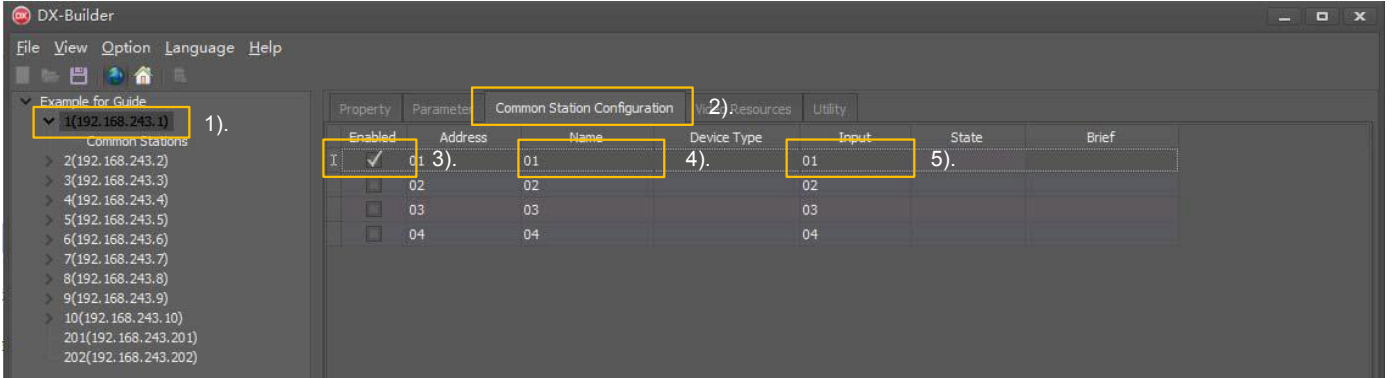 DX-Builder
File View Option Language Help
Example for Guide
1(192.168.243.1) 1).
Common Stations
2(192.168.243.2)
3(192.168.243.3)
4(192.168.243.4)
5(192.168.243.5)
6(192.168.243.6)
7(192.168.243.7)
8(192.168.243.8)
9(192.168.243.9)
10(192.168.243.10)
201(192.168.243.201)
202(192.168.243.202)
Property Parameter Common Station Configuration 2). Resources Utility
Enabled Address Name Device Type Input State Brief
01 3). 01 4). 01 5).
02 02 02
03 03 03
04 04 04